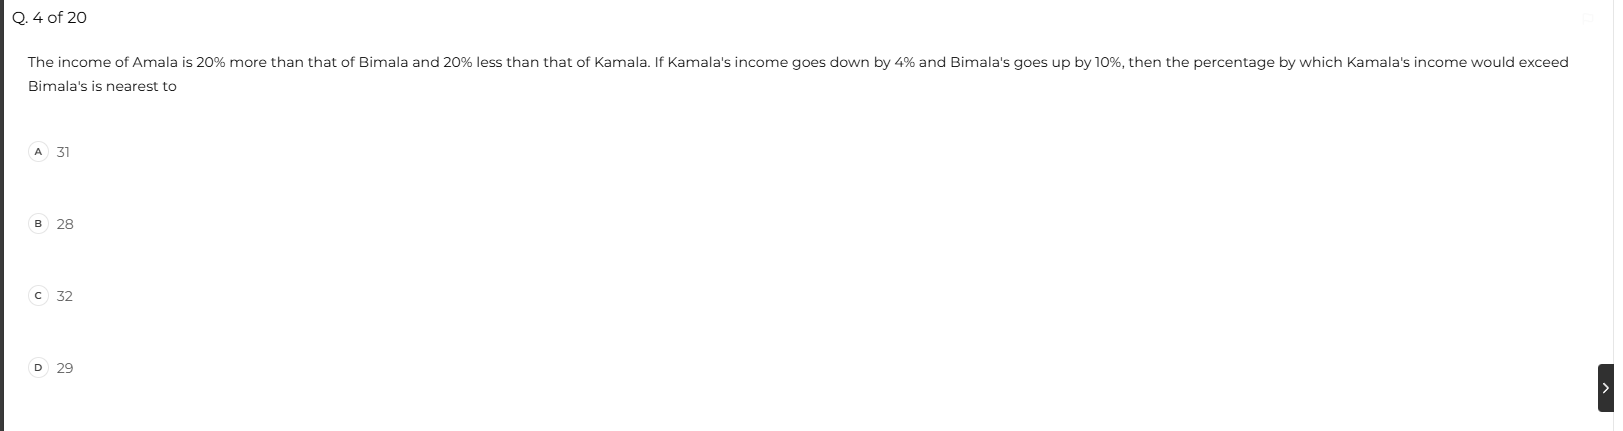 Q. 4 of 20
The income of Amala is 20% more than that of Bimala and 20% less than that of Kamala. If Kamala's income goes down by 4% and Bimala's goes up by 10%, then the percentage by which Kamala's income would exceed
Bimala's is nearest to
A 31
B 28
C 32
D 29